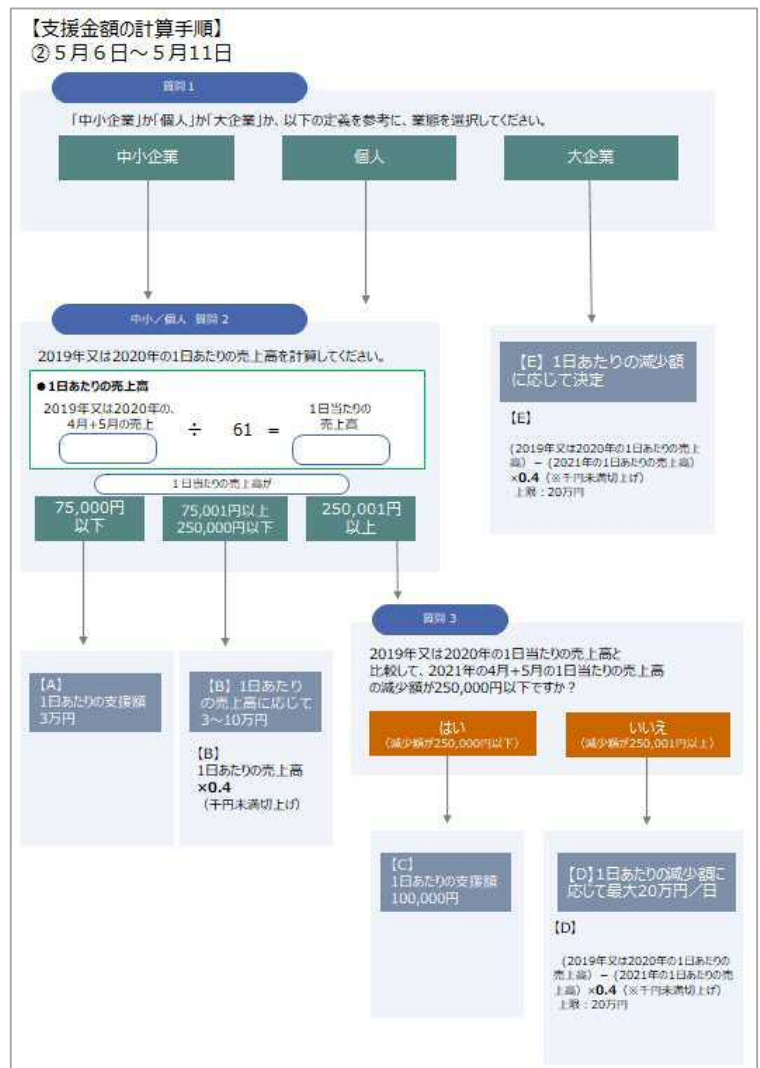 【支援金額の計算手順】
②５月６日～５月11日
質問１
「中小企業」が「個人」が「大企業」か、以下の定義を参考に、業態を選択してください。
中小企業
個人
大企業
中小／個人 質問２
2019年又は2020年の1日あたりの売上高を計算してください。
●1日あたりの売上高
2019年又は2020年の、
4月+5月の売上
÷ 61 =
1日当たりの
売上高
１日当たりの売上高が
75,000円
以下
75,001円以上
250,000円以下
250,001円
以上
【E】1日あたりの減少額
に応じて決定
【E】
(2019年又は2020年の1日あたりの売上
高）－（2021年の1日あたりの売上高）
×0.4（※千円未満切上げ）
上限：20万円
質問３
2019年又は2020年の1日当たりの売上高と
比較して、2021年の4月+5月の1日当たりの売上高
の減少額が250,000円以下ですか？
はい
（減少額が250,000円以下）
いいえ
（減少額が250,001円以上）
【A】
1日あたりの支援額
3万円
【B】1日あたり
の売上高に応じて
3～10万円
【B】
1日あたりの売上高
×0.4
（千円未満切上げ）
【C】
1日あたりの支援額
100,000円
【D】1日あたりの減少額に
応じて最大20万円／日
【D】
（2019年又は2020年の1日あたりの
売上高）－（2021年の1日あたりの売
上高）×0.4（※千円未満切上げ）
上限：20万円